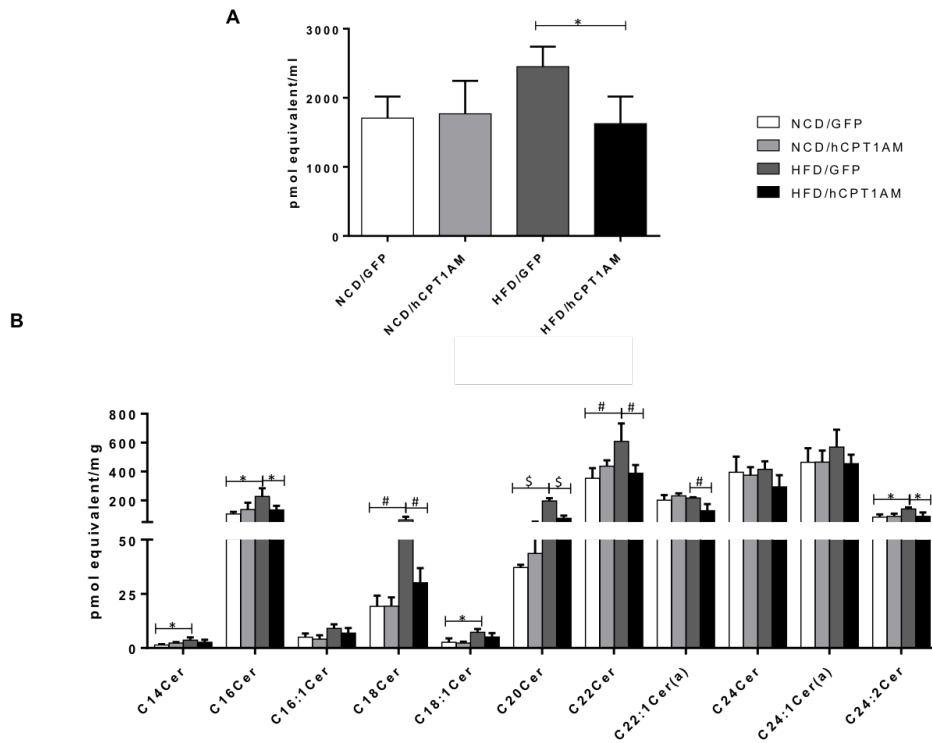 A
*
3000
2000
1000
0
pmol equivalent/ml
NCD/GFP
NCD/hCPT1AM
HFD/GFP
HFD/hCPT1AM
NCD/GFP
NCD/hCPT1AM
HFD/GFP
HFD/hCPT1AM
B
800
600
400
200
50
25
0
pmol equivalent/mg
*
* *
# #
*
$ $
# #
#
* *
C14Cer
C16Cer
C16:1Cer
C18Cer
C18:1Cer
C20Cer
C22Cer
C22:1Cer(a)
C24Cer
C24:1Cer(a)
C24:2Cer